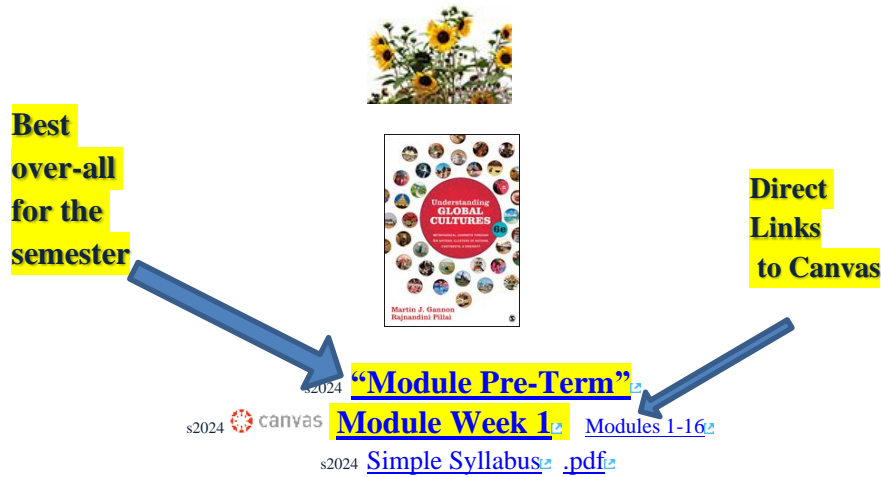 Best
over-all
for the
semester
Understanding
GLOBAL
CULTURES
6e
Martin J. Gannon
Rajnandini Pillai
Direct
Links
to Canvas
s2024 “Module Pre-Term”
s2024 canvas Module Week 1 Modules 1-16
s2024 Simple Syllabus .pdf